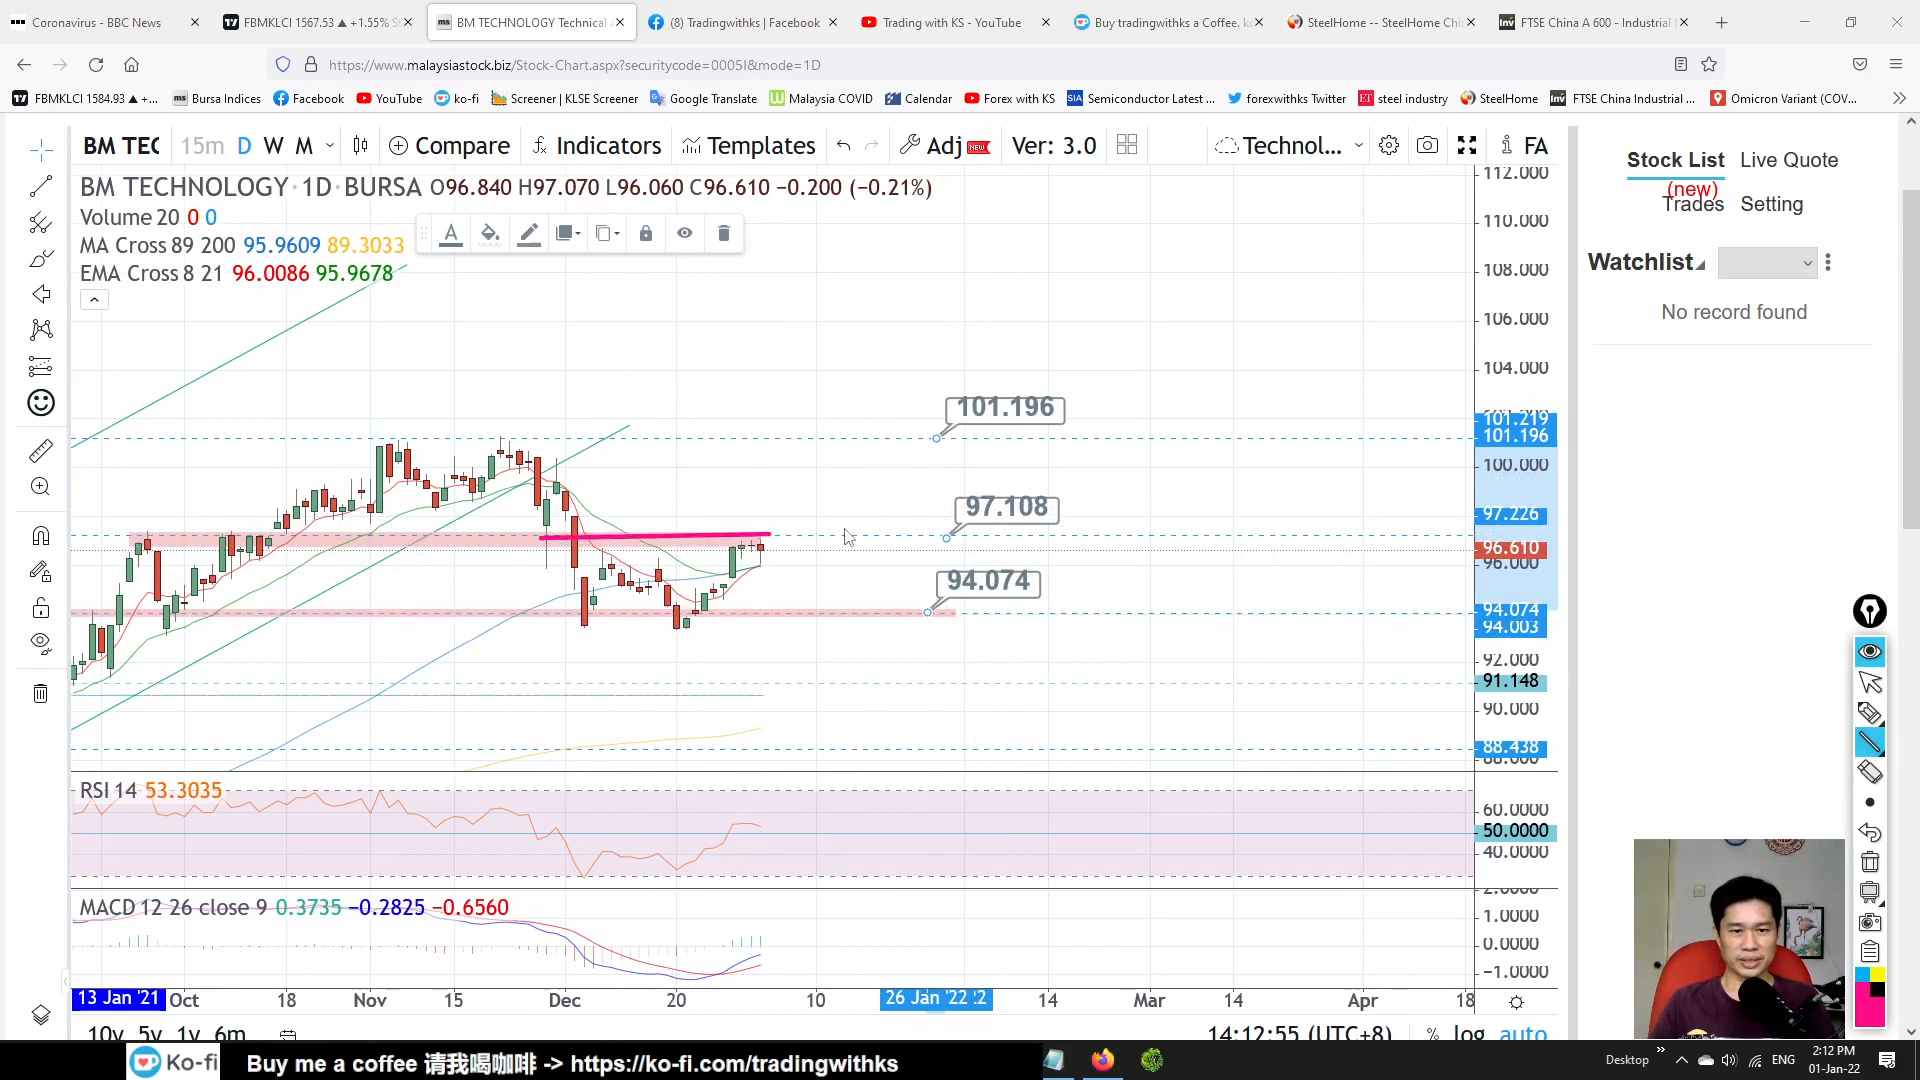 Coronavirus - BBC News
FBMKLCI 1567.53 ▲ +1.55%
BM TECHNOLOGY Technical
(8) Tradingwithks | Facebook
Trading with KS - YouTube
Buy tradingwithks a Coffee.
SteelHome -- SteelHome Chi
FTSE China A 600 - Industrial
https://www.malaysiastock.biz/Stock-Chart.aspx?securitycode=0005I&mode=1D
FBMKLCI 1584.93 ▲ +...
Bursa Indices
Facebook
YouTube
ko-fi
Screener | KLSE Screener
Google Translate
Malaysia COVID
Calendar
Forex with KS
Semiconductor Latest ...
forexwithks Twitter
steel industry
SteelHome
FTSE China Industrial ...
Omicron Variant (COV...
BM TEC 15m D W M Compare Indicators Templates Adj NEW Ver: 3.0 Technol... FA
BM TECHNOLOGY · 1D · BURSA O96.840 H97.070 L96.060 C96.610 −0.200 (−0.21%)
Volume 20 0 0
MA Cross 89 200 95.9609 89.3033
EMA Cross 8 21 96.0086 95.9678
Stock List Live Quote
(new)
Trades Setting
Watchlist
No record found
101.196
97.108
94.074
112.000
110.000
108.000
106.000
104.000
101.219
101.196
100.000
97.226
96.610
96.000
94.074
94.003
92.000
91.148
90.000
88.438
88.000
RSI 14 53.3035
60.0000
50.0000
40.0000
MACD 12 26 close 9 0.3735 −0.2825 −0.6560
2.0000
1.0000
0.0000
−1.0000
13 Jan '21 Oct 18 Nov 15 Dec 20 10 26 Jan '22 14 Mar 14 Apr 18
10y 5y 1y 6m
14:12:55 (UTC+8) % log auto
Ko-fi
Buy me a coffee 请我喝咖啡 -> https://ko-fi.com/tradingwithks
Desktop
ENG
2:12 PM
01-Jan-22